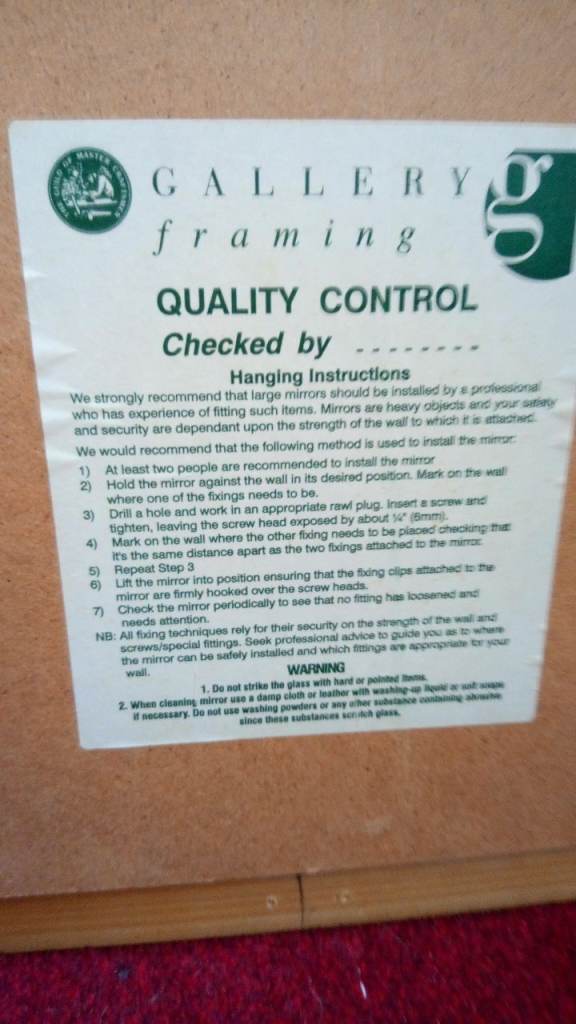 THE GUILD OF MASTER CRAFTSMEN
GALLERY
framing
g
QUALITY CONTROL
Checked by --------
Hanging Instructions
We strongly recommend that large mirrors should be installed by a professional
who has experience of fitting such items. Mirrors are heavy objects and your safety
and security are dependant upon the strength of the wall to which it is attached.
We would recommend that the following method is used to install the mirror:
1) At least two people are recommended to install the mirror
2) Hold the mirror against the wall in its desired position. Mark on the wall
where one of the fixings needs to be.
3) Drill a hole and work in an appropriate rawl plug. Insert a screw and
tighten, leaving the screw head exposed by about ¼" (6mm).
4) Mark on the wall where the other fixing needs to be placed checking that
it's the same distance apart as the two fixings attached to the mirror.
5) Repeat Step 3
6) Lift the mirror into position ensuring that the fixing clips attached to the
mirror are firmly hooked over the screw heads.
7) Check the mirror periodically to see that no fitting has loosened and
needs attention.
NB: All fixing techniques rely for their security on the strength of the wall and
screws/special fittings. Seek professional advice to guide you as to where
the mirror can be safely installed and which fittings are appropriate for your
wall.
WARNING
1. Do not strike the glass with hard or pointed items.
2. When cleaning mirror use a damp cloth or leather with washing-up liquid or soft soap,
if necessary. Do not use washing powders or any other substance containing abrasive
since these substances scratch glass.